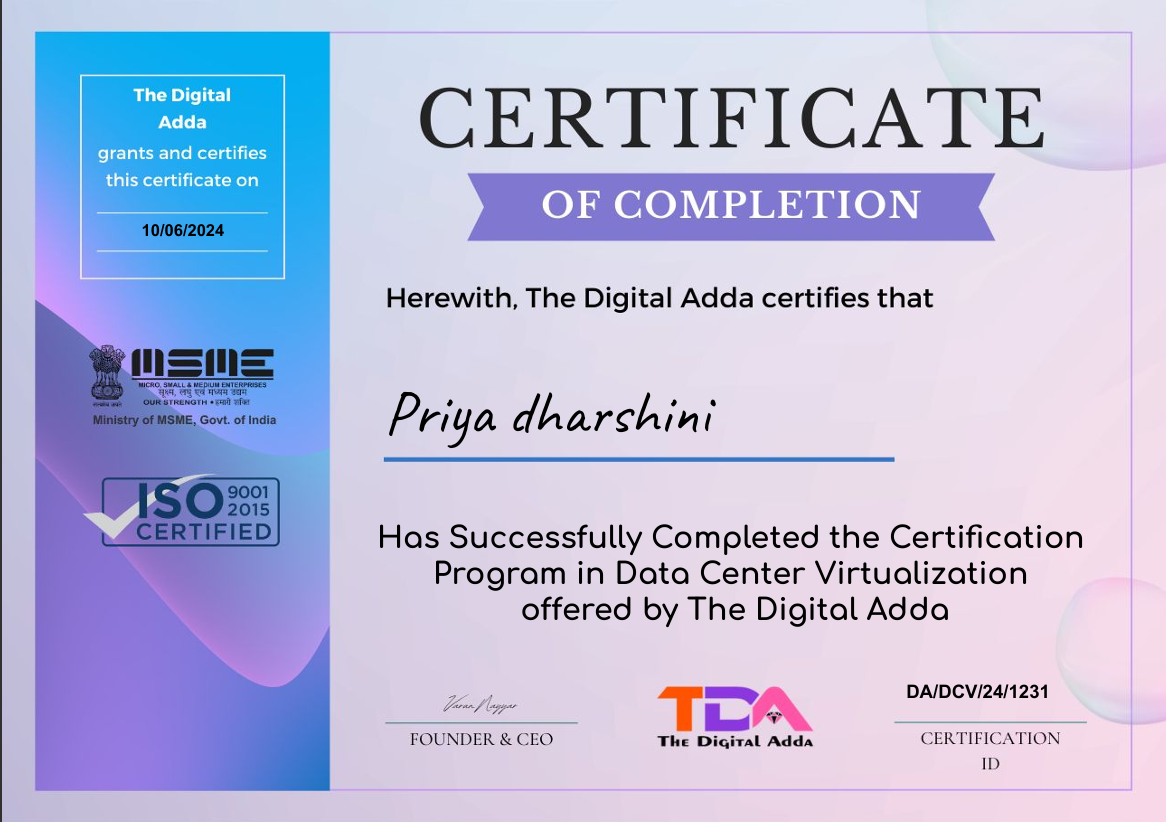 The Digital
Adda
grants and certifies
this certificate on
10/06/2024
MSME
MICRO, SMALL & MEDIUM ENTERPRISES
सूक्ष्म, लघु एवं मध्यम उद्यम
OUR STRENGTH • हमारी शक्ति
Ministry of MSME, Govt. of India
ISO 9001
2015
CERTIFIED
CERTIFICATE
OF COMPLETION
Herewith, The Digital Adda certifies that
Priya dharshini
Has Successfully Completed the Certification
Program in Data Center Virtualization
offered by The Digital Adda
Varun Nayyar
FOUNDER & CEO
TDA
The Digital Adda
DA/DCV/24/1231
CERTIFICATION
ID